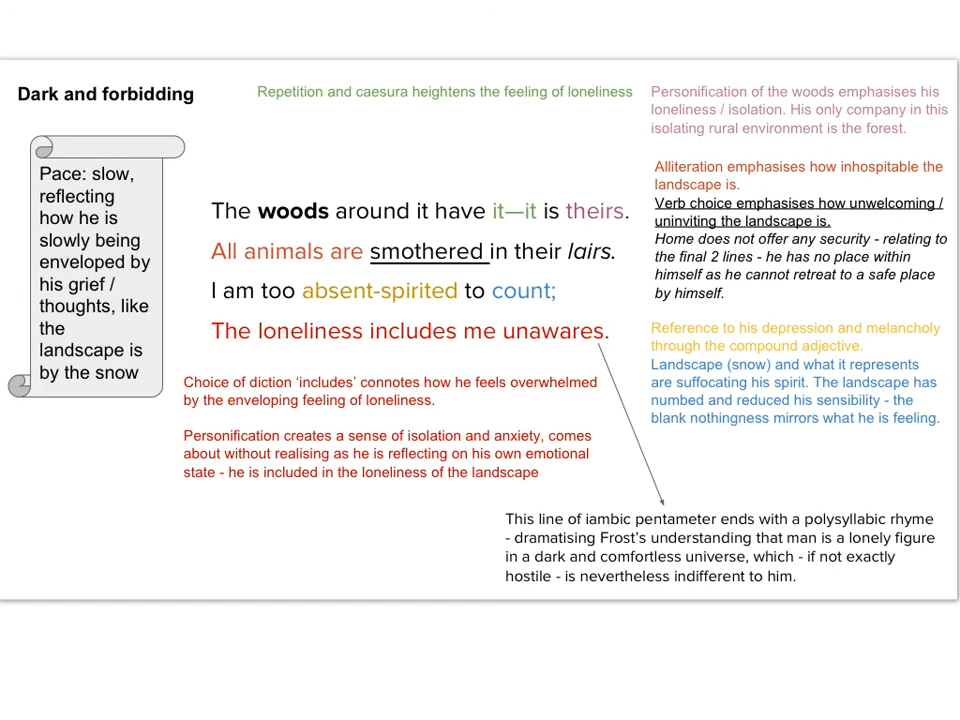 Dark and forbidding
Repetition and caesura heightens the feeling of loneliness
Personification of the woods emphasises his
loneliness / isolation. His only company in this
isolating rural environment is the forest.
Pace: slow,
reflecting
how he is
slowly being
enveloped by
his grief /
thoughts, like
the
landscape is
by the snow
The woods around it have it—it is theirs.
All animals are smothered in their lairs.
I am too absent-spirited to count;
The loneliness includes me unawares.
Alliteration emphasises how inhospitable the
landscape is.
Verb choice emphasises how unwelcoming /
uninviting the landscape is.
Home does not offer any security - relating to
the final 2 lines - he has no place within
himself as he cannot retreat to a safe place
by himself.
Reference to his depression and melancholy
through the compound adjective.
Landscape (snow) and what it represents
are suffocating his spirit. The landscape has
numbed and reduced his sensibility - the
blank nothingness mirrors what he is feeling.
Choice of diction ‘includes’ connotes how he feels overwhelmed
by the enveloping feeling of loneliness.
Personification creates a sense of isolation and anxiety, comes
about without realising as he is reflecting on his own emotional
state - he is included in the loneliness of the landscape
This line of iambic pentameter ends with a polysyllabic rhyme
- dramatising Frost’s understanding that man is a lonely figure
in a dark and comfortless universe, which - if not exactly
hostile - is nevertheless indifferent to him.